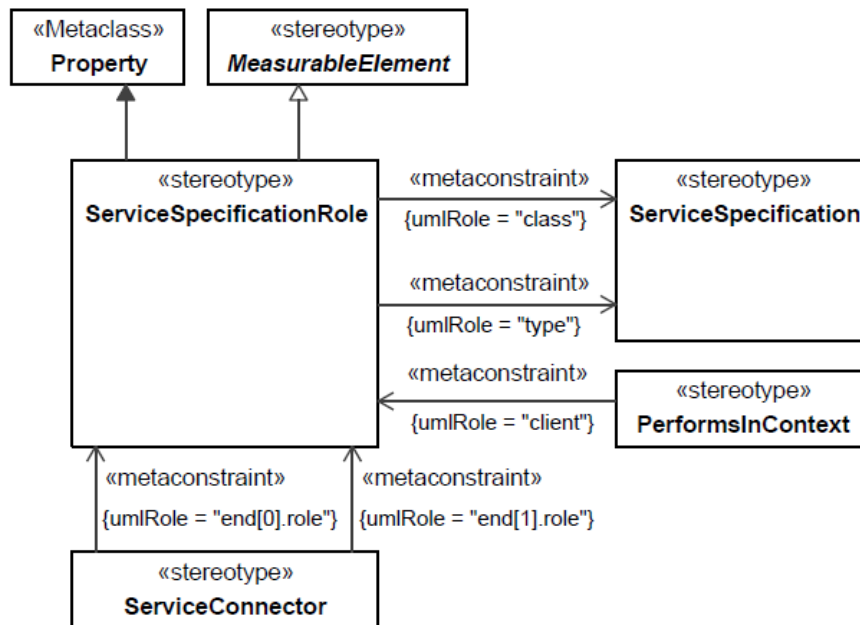 «Metaclass»
Property
«stereotype»
MeasurableElement
«stereotype»
ServiceSpecificationRole
«metaconstraint»
{umlRole = "class"}
«stereotype»
ServiceSpecification
«metaconstraint»
{umlRole = "type"}
«metaconstraint»
{umlRole = "client"}
«stereotype»
PerformsInContext
«metaconstraint»
{umlRole = "end[0].role"}
«metaconstraint»
{umlRole = "end[1].role"}
«stereotype»
ServiceConnector